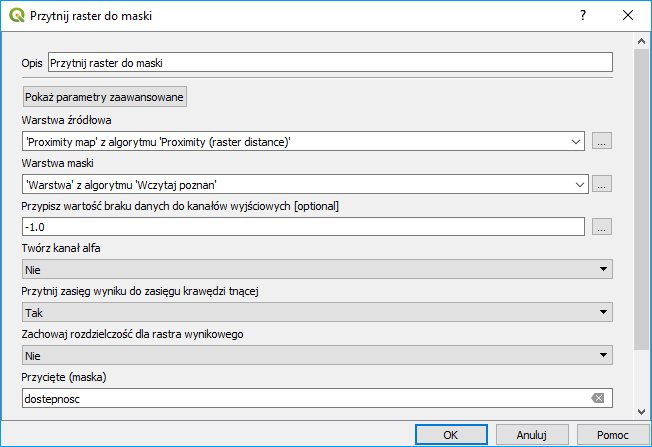 Przytnij raster do maski
?
Opis Przytnij raster do maski
Pokaż parametry zaawansowane
Warstwa źródłowa
'Proximity map' z algorytmu 'Proximity (raster distance)'
...
Warstwa maski
'Warstwa' z algorytmu 'Wczytaj poznan'
...
Przypisz wartość braku danych do kanałów wyjściowych [optional]
-1.0
...
Twórz kanał alfa
Nie
Przytnij zasięg wyniku do zasięgu krawędzi tnącej
Tak
Zachowaj rozdzielczość dla rastra wynikowego
Nie
Przycięte (maska)
dostepnosc
OK Anuluj Pomoc